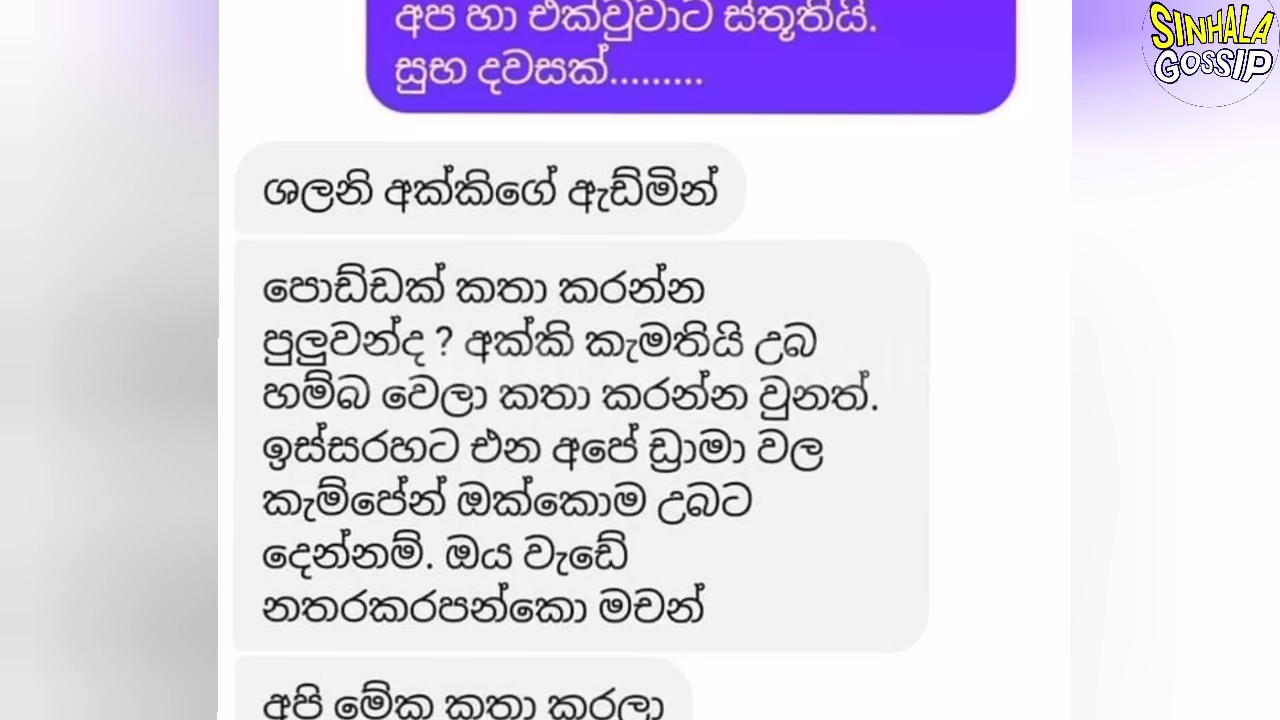 අප හා එක්වුවාට ස්තූතියි.
සුභ දවසක්.........
SINHALA
GOSSIP
ශලනි අක්කිගේ ඇඩ්මින්
පොඩ්ඩක් කතා කරන්න
පුලුවන්ද ? අක්කි කැමතියි උබ
හම්බ වෙලා කතා කරන්න වුනත්.
ඉස්සරහට එන අපේ ඩ්‍රාමා වල
කැම්පේන් ඔක්කොම උබට
දෙන්නම්. ඔය වැඩේ
නතරකරපන්කො මචන්
අපි මේක කතා කරලා